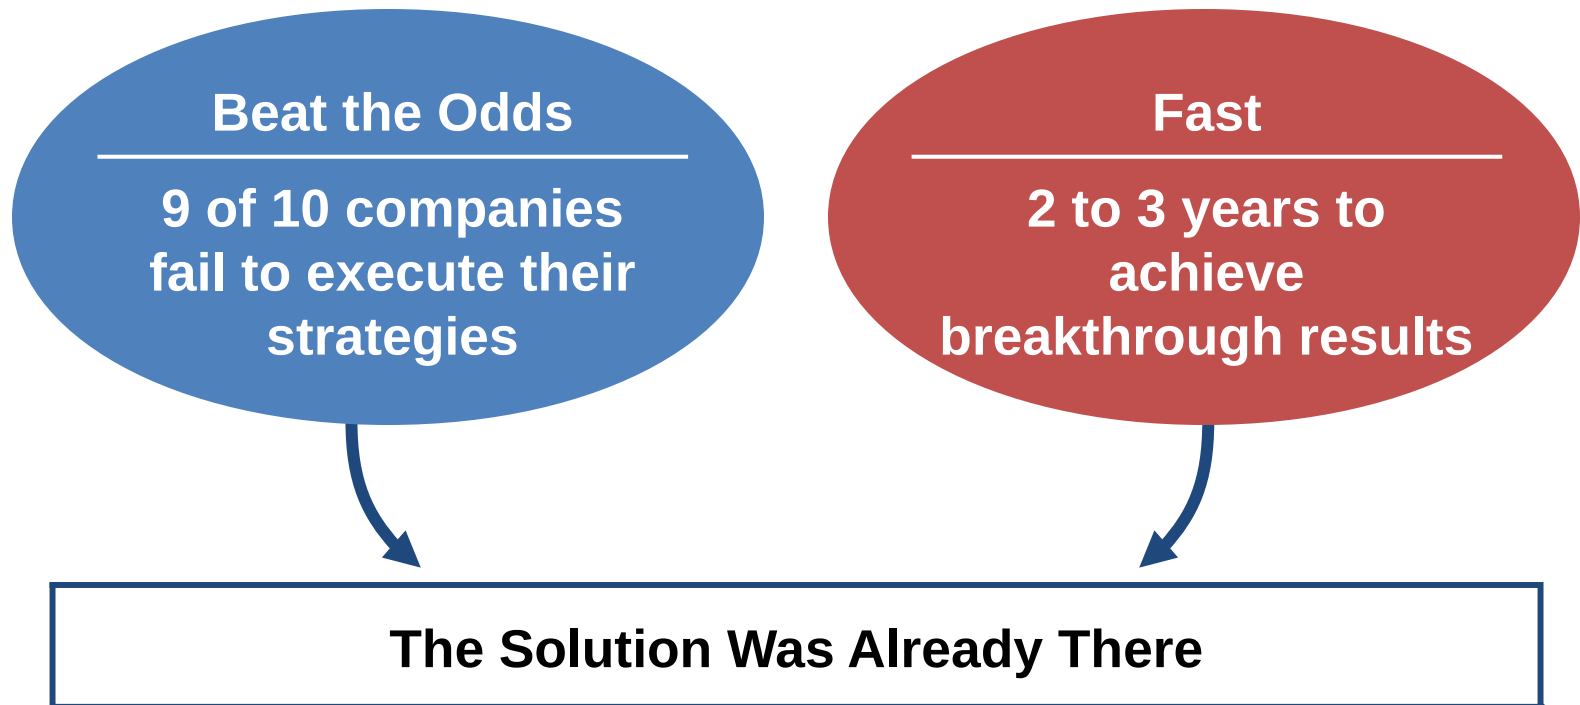 Beat the Odds
9 of 10 companies
fail to execute their
strategies
Fast
2 to 3 years to
achieve
breakthrough results
The Solution Was Already There